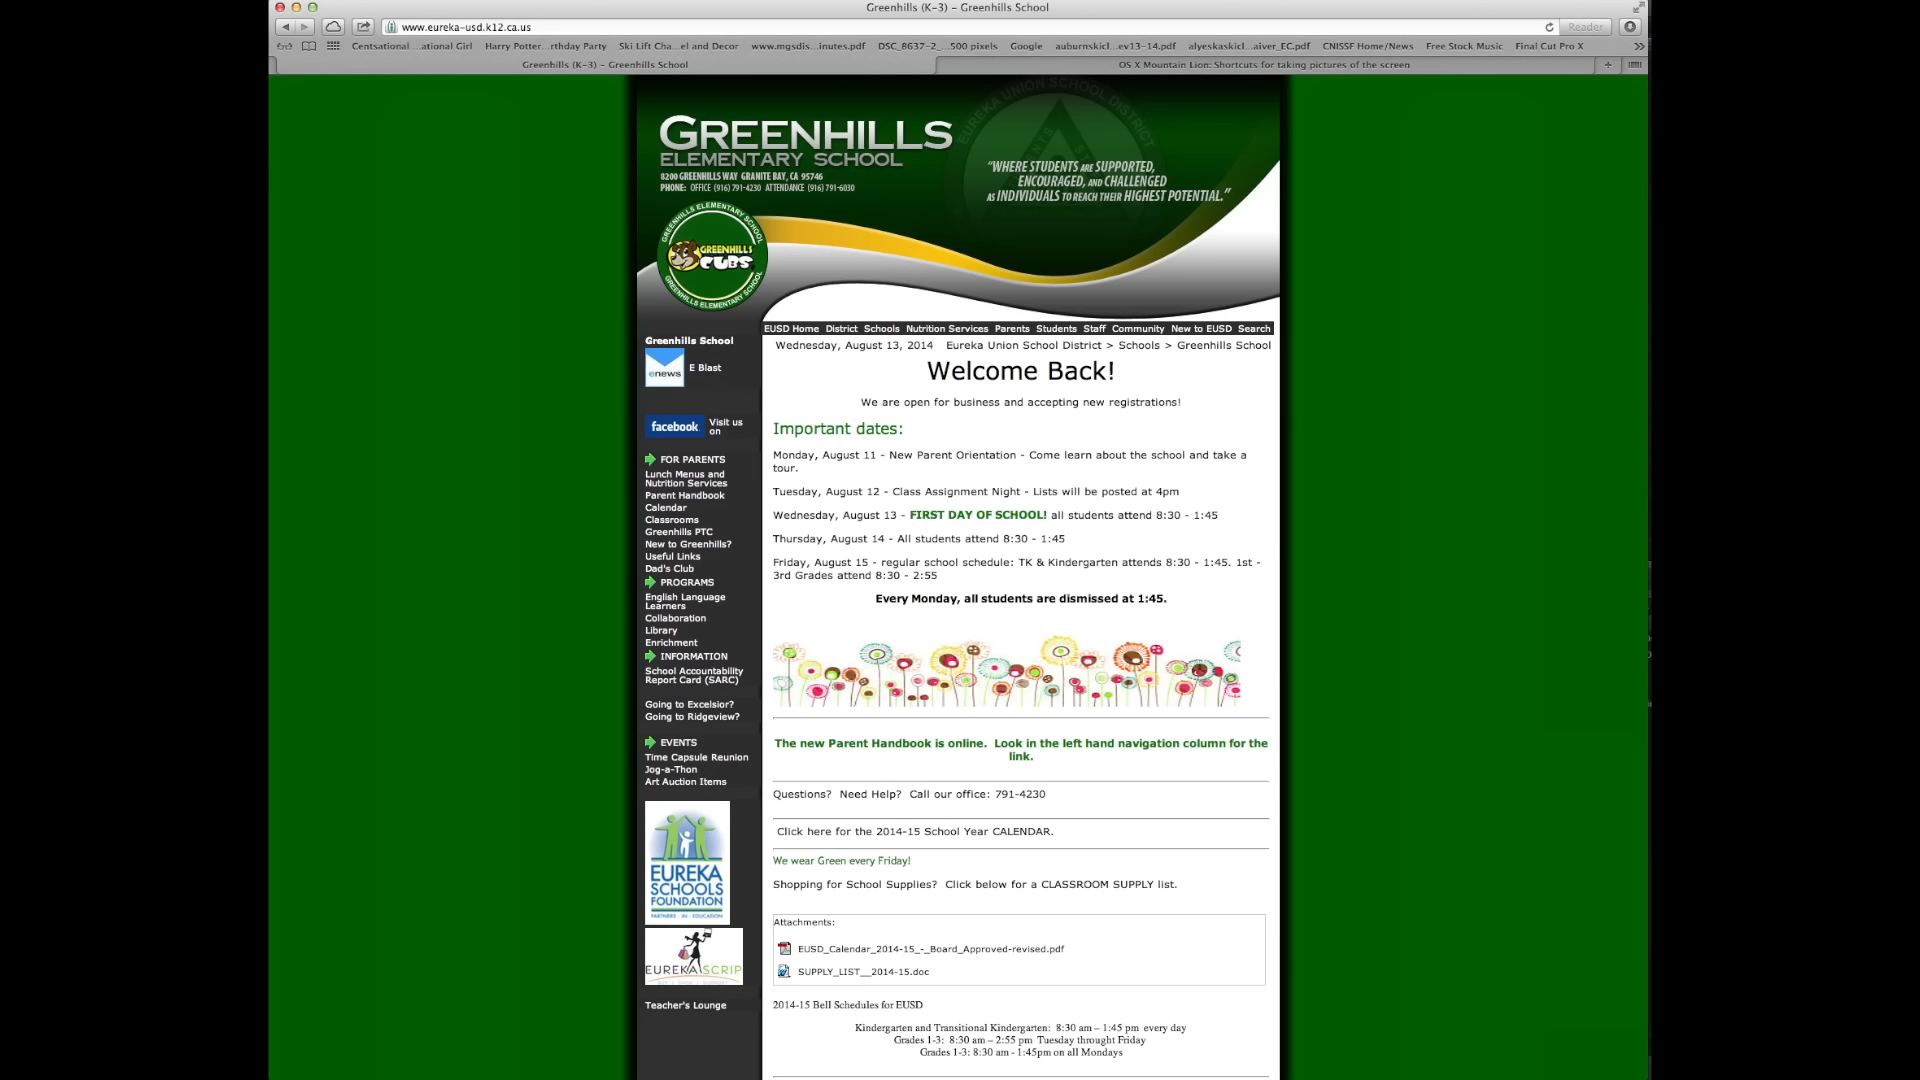 Greenhills (K-3) – Greenhills School
www.eureka-usd.k12.ca.us
Reader
Centsational ...ational Girl Harry Potter...rthday Party Ski Lift Cha...el and Decor www.mgsdis...inutes.pdf DSC_8637-2_...500 pixels Google auburnskicl...ev13-14.pdf alyeskaskicl...aiver_EC.pdf CNISSF Home/News Free Stock Music Final Cut Pro X
Greenhills (K-3) – Greenhills School
OS X Mountain Lion: Shortcuts for taking pictures of the screen
EUREKA UNION SCHOOL DISTRICT
GREENHILLS
ELEMENTARY SCHOOL
8200 GREENHILLS WAY GRANITE BAY, CA 95746
PHONE: OFFICE (916) 791-4230 ATTENDANCE (916) 791-6030
"WHERE STUDENTS ARE SUPPORTED,
ENCOURAGED, AND CHALLENGED
AS INDIVIDUALS TO REACH THEIR HIGHEST POTENTIAL."
GREENHILLS ELEMENTARY SCHOOL
GREENHILLS
CUBS
GREENHILLS ELEMENTARY SCHOOL
EUSD Home District Schools Nutrition Services Parents Students Staff Community New to EUSD Search
Greenhills School
enews
E Blast
facebook
Visit us
on
FOR PARENTS
Lunch Menus and
Nutrition Services
Parent Handbook
Calendar
Classrooms
Greenhills PTC
New to Greenhills?
Useful Links
Dad's Club
PROGRAMS
English Language
Learners
Collaboration
Library
Enrichment
INFORMATION
School Accountability
Report Card (SARC)
Going to Excelsior?
Going to Ridgeview?
EVENTS
Time Capsule Reunion
Jog-a-Thon
Art Auction Items
EUREKA
SCHOOLS
FOUNDATION
PARTNERS · IN · EDUCATION
EUREKA SCRIP
Teacher's Lounge
Wednesday, August 13, 2014 Eureka Union School District > Schools > Greenhills School
Welcome Back!
We are open for business and accepting new registrations!
Important dates:
Monday, August 11 - New Parent Orientation - Come learn about the school and take a
tour.
Tuesday, August 12 - Class Assignment Night - Lists will be posted at 4pm
Wednesday, August 13 - FIRST DAY OF SCHOOL! all students attend 8:30 - 1:45
Thursday, August 14 - All students attend 8:30 - 1:45
Friday, August 15 - regular school schedule: TK & Kindergarten attends 8:30 - 1:45. 1st -
3rd Grades attend 8:30 - 2:55
Every Monday, all students are dismissed at 1:45.
The new Parent Handbook is online. Look in the left hand navigation column for the
link.
Questions? Need Help? Call our office: 791-4230
Click here for the 2014-15 School Year CALENDAR.
We wear Green every Friday!
Shopping for School Supplies? Click below for a CLASSROOM SUPPLY list.
Attachments:
EUSD_Calendar_2014-15_-_Board_Approved-revised.pdf
SUPPLY_LIST__2014-15.doc
2014-15 Bell Schedules for EUSD
Kindergarten and Transitional Kindergarten: 8:30 am – 1:45 pm every day
Grades 1-3: 8:30 am – 2:55 pm Tuesday throught Friday
Grades 1-3: 8:30 am - 1:45pm on all Mondays